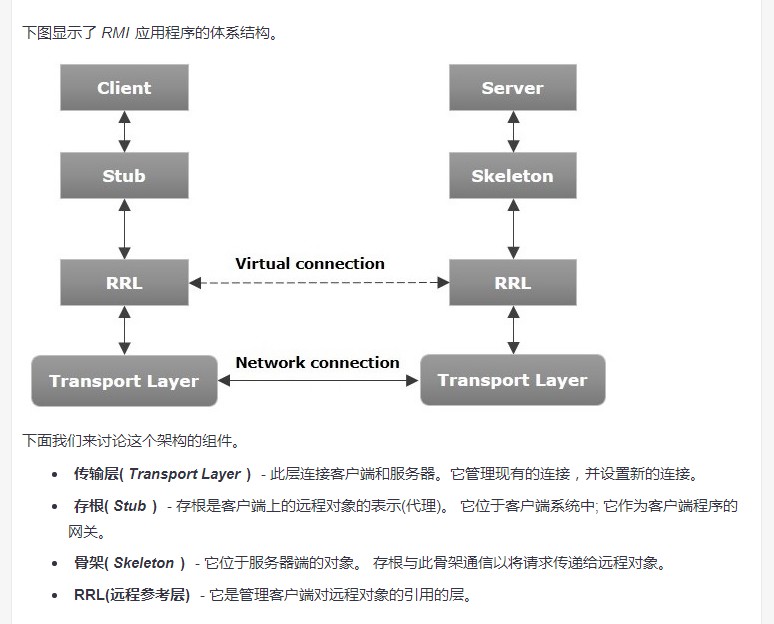 下图显示了 RMI 应用程序的体系结构。
Client Server
Stub Skeleton
Virtual connection
RRL RRL
Network connection
Transport Layer Transport Layer
下面我们来讨论这个架构的组件。
• 传输层( Transport Layer ) - 此层连接客户端和服务器。它管理现有的连接，并设置新的连接。
• 存根( Stub ) - 存根是客户端上的远程对象的表示(代理)。 它位于客户端系统中; 它作为客户端程序的
网关。
• 骨架( Skeleton ) - 它位于服务器端的对象。 存根与此骨架通信以将请求传递给远程对象。
• RRL(远程参考层) - 它是管理客户端对远程对象的引用的层。